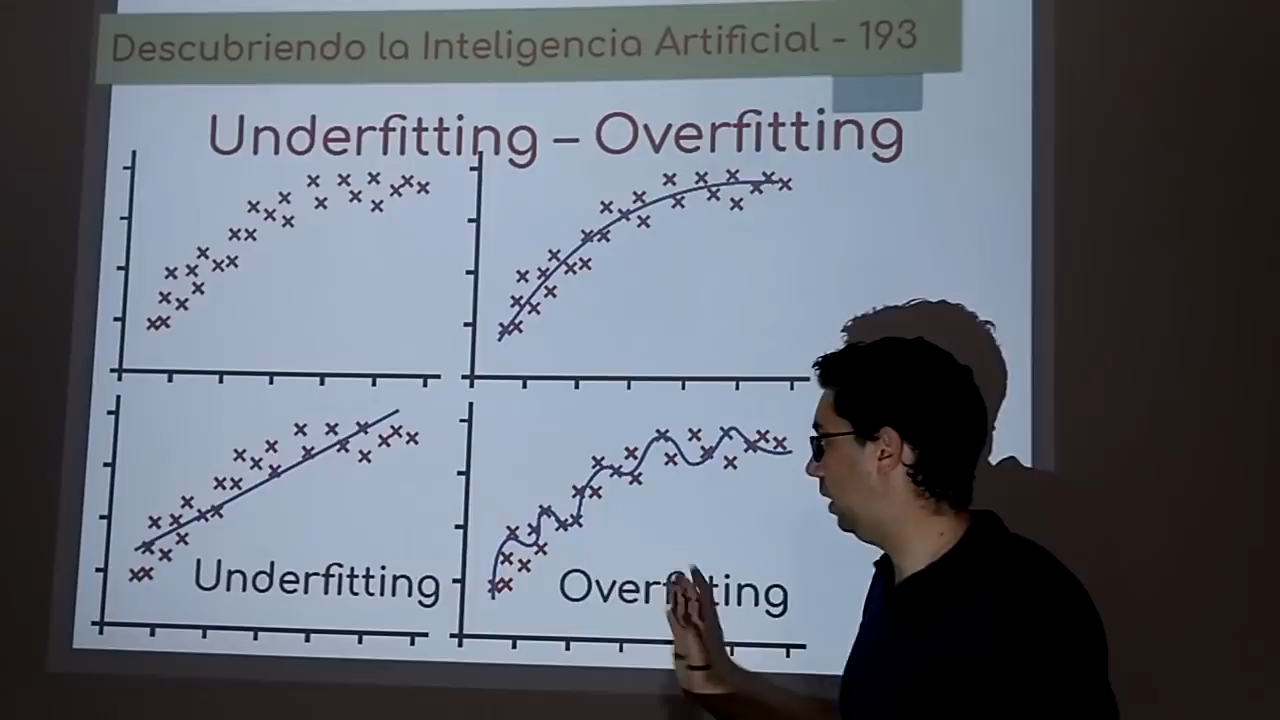 Descubriendo la Inteligencia Artificial - 193
Underfitting – Overfitting
Underfitting
Overfitting